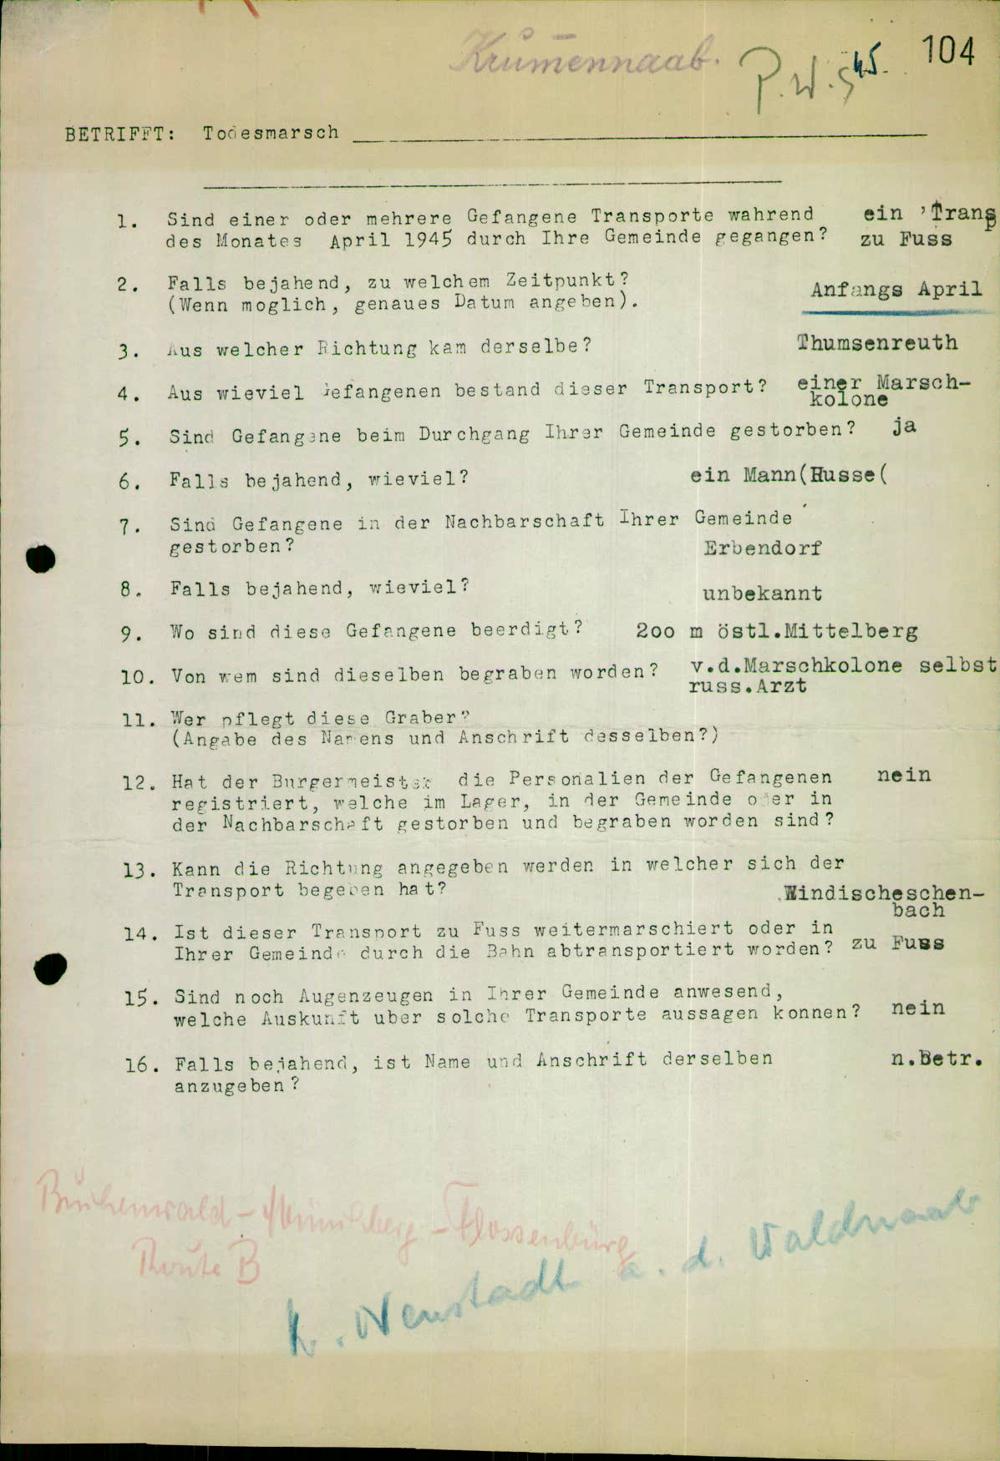 Krumennaab.
104
45.
BETRIFFT: Todesmarsch
1. Sind einer oder mehrere Gefangene Transporte wahrend ein 'Transp
des Monates April 1945 durch Ihre Gemeinde gegangen? zu Fuss
2. Falls bejahend, zu welchem Zeitpunkt?
(Wenn moglich, genaues Datum angeben). Anfangs April
3. Aus welcher Richtung kam derselbe? Thumsenreuth
4. Aus wieviel Gefangenen bestand dieser Transport? einer Marsch-
kolone
5. Sind Gefangene beim Durchgang Ihrer Gemeinde gestorben? ja
6. Falls bejahend, wieviel? ein Mann(Russe(
7. Sind Gefangene in der Nachbarschaft Ihrer Gemeinde
gestorben? Erbendorf
8. Falls bejahend, wieviel? unbekannt
9. Wo sind diese Gefangene beerdigt? 2oo m östl.Mittelberg
10. Von wem sind dieselben begraben worden? v.d.Marschkolone selbst
russ.Arzt
11. Wer pflegt diese Graber?
(Angabe des Namens und Anschrift desselben?)
12. Hat der Burgermeister die Personalien der Gefangenen nein
registriert, welche im Lager, in der Gemeinde oder in
der Nachbarschaft gestorben und begraben worden sind?
13. Kann die Richtung angegeben werden in welcher sich der
Transport begeben hat? Windischeschen-
bach
14. Ist dieser Transport zu Fuss weitermarschiert oder in
Ihrer Gemeinde durch die Bahn abtransportiert worden? zu Fuss
15. Sind noch Augenzeugen in Ihrer Gemeinde anwesend,
welche Auskunft uber solche Transporte aussagen konnen? nein
16. Falls bejahend, ist Name und Anschrift derselben n.Betr.
anzugeben?
Buchenwald - - Flossenbürg
Route B
K. Neustadt a. d. Waldnaab